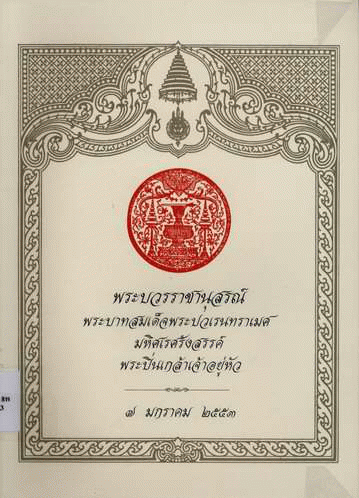 พระบวรราชานุสรณ์
พระบาทสมเด็จพระปวเรนทราเมศ
มหิศเรศรังสรรค์
พระปิ่นเกล้าเจ้าอยู่หัว
๗ มกราคม ๒๕๕๓